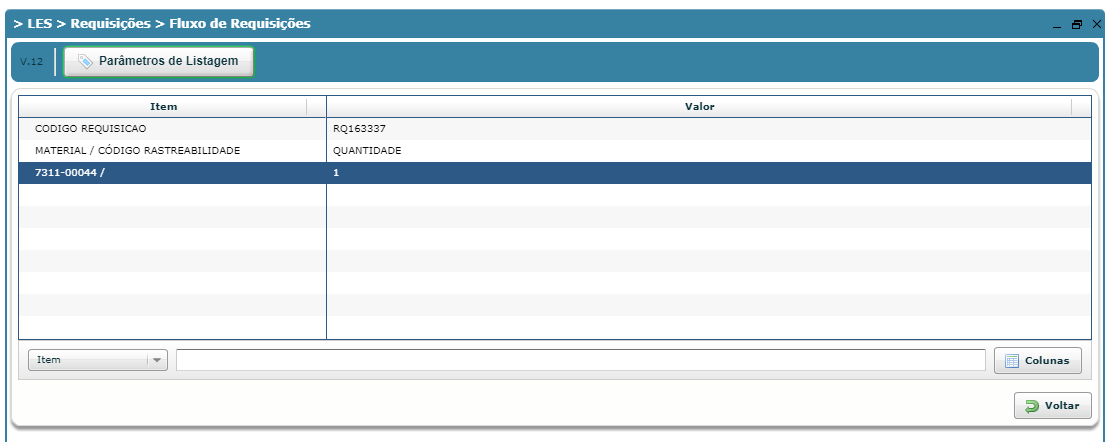 > LES > Requisições > Fluxo de Requisições
V.12 Parâmetros de Listagem
Item Valor
CODIGO REQUISICAO RQ163337
MATERIAL / CÓDIGO RASTREABILIDADE QUANTIDADE
7311-00044 / 1
Item Colunas
Voltar